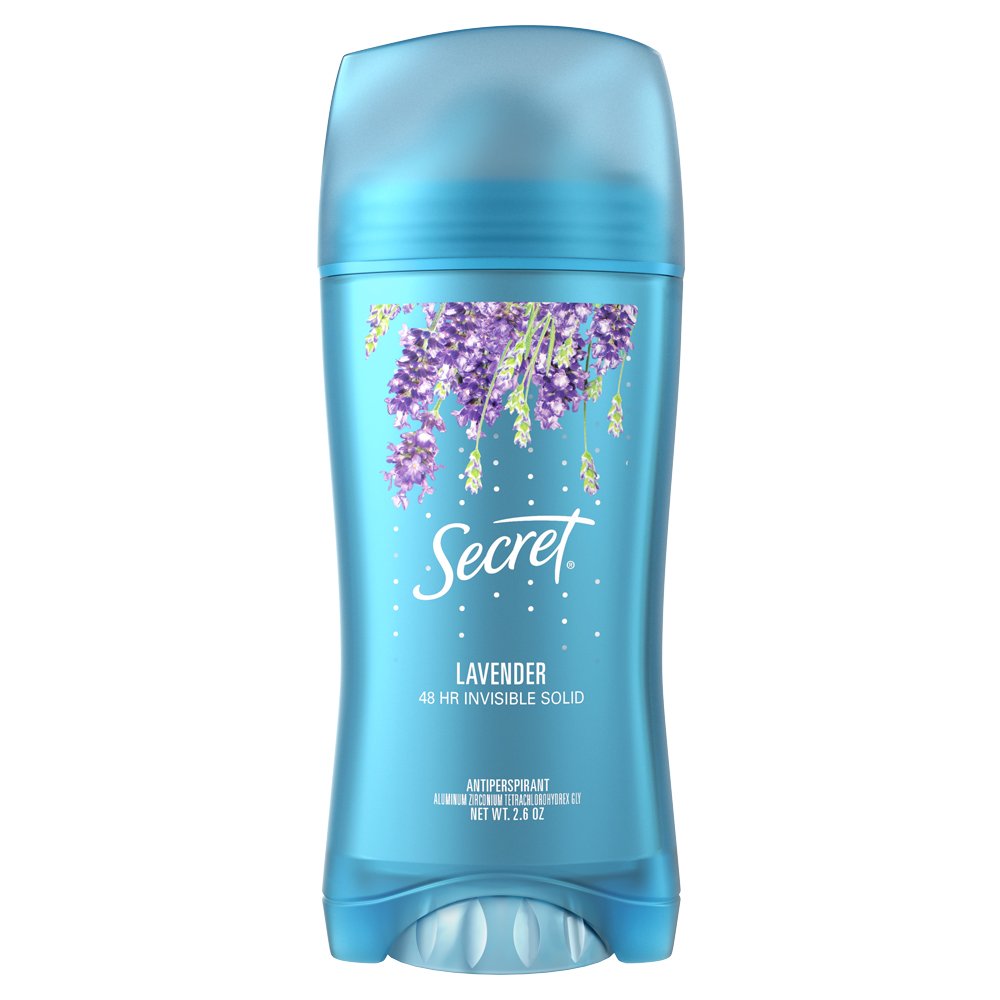 Secret®
LAVENDER
48 HR INVISIBLE SOLID
ANTIPERSPIRANT
ALUMINUM ZIRCONIUM TETRACHLOROHYDREX GLY
NET WT. 2.6 OZ